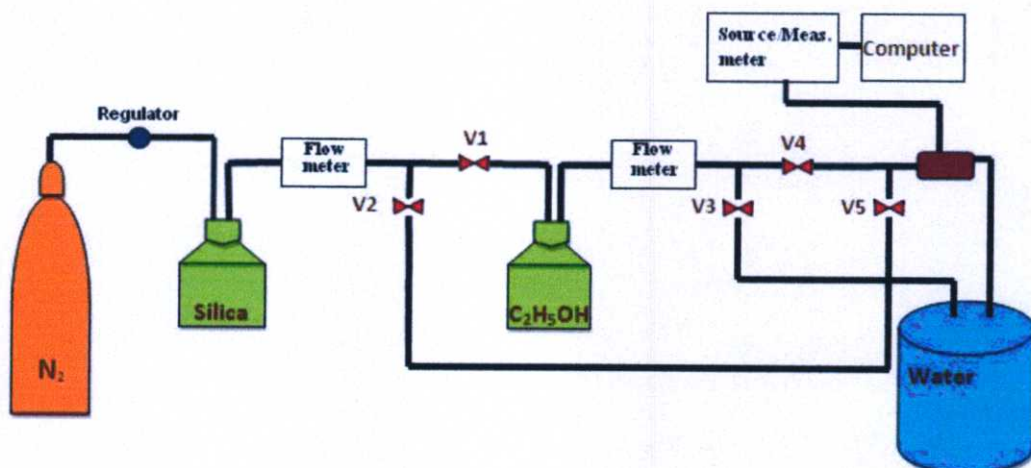 Source/Meas.
meter
Computer
Regulator
Flow
meter
V1
Flow
meter
V4
V2
V3
V5
Silica
C₂H₅OH
N₂
Water